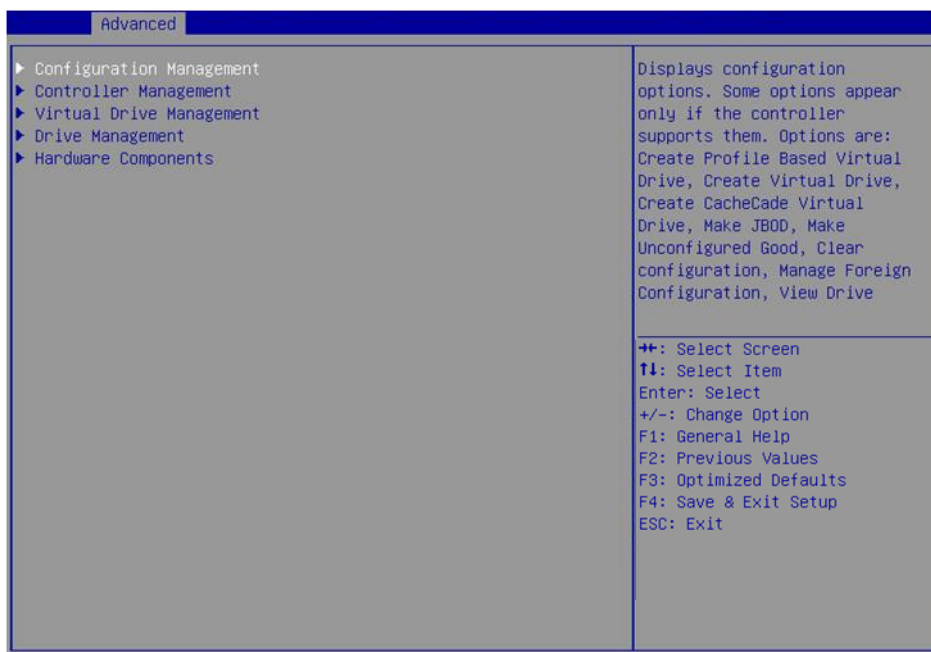 Advanced
Configuration Management
Controller Management
Virtual Drive Management
Drive Management
Hardware Components
Displays configuration
options. Some options appear
only if the controller
supports them. Options are:
Create Profile Based Virtual
Drive, Create Virtual Drive,
Create CacheCade Virtual
Drive, Make JBOD, Make
Unconfigured Good, Clear
configuration, Manage Foreign
Configuration, View Drive
→←: Select Screen
↑↓: Select Item
Enter: Select
+/-: Change Option
F1: General Help
F2: Previous Values
F3: Optimized Defaults
F4: Save & Exit Setup
ESC: Exit